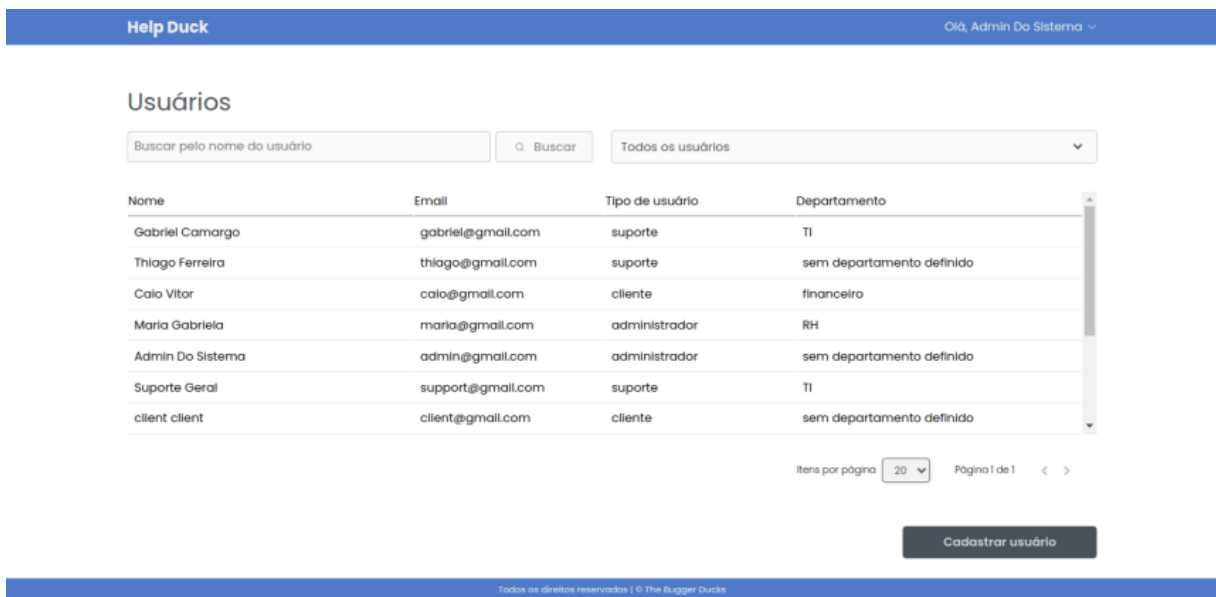 Help Duck Olá, Admin Do Sistema
Usuários
Buscar pelo nome do usuário Buscar Todos os usuários
Nome Email Tipo de usuário Departamento
Gabriel Camargo gabriel@gmail.com suporte TI
Thiago Ferreira thiago@gmail.com suporte sem departamento definido
Caio Vitor caio@gmail.com cliente financeiro
Maria Gabriela maria@gmail.com administrador RH
Admin Do Sistema admin@gmail.com administrador sem departamento definido
Suporte Geral support@gmail.com suporte TI
client client client@gmail.com cliente sem departamento definido
Itens por página 20 Página 1 de 1 < >
Cadastrar usuário
Todos os direitos reservados | © The Bugger Ducks